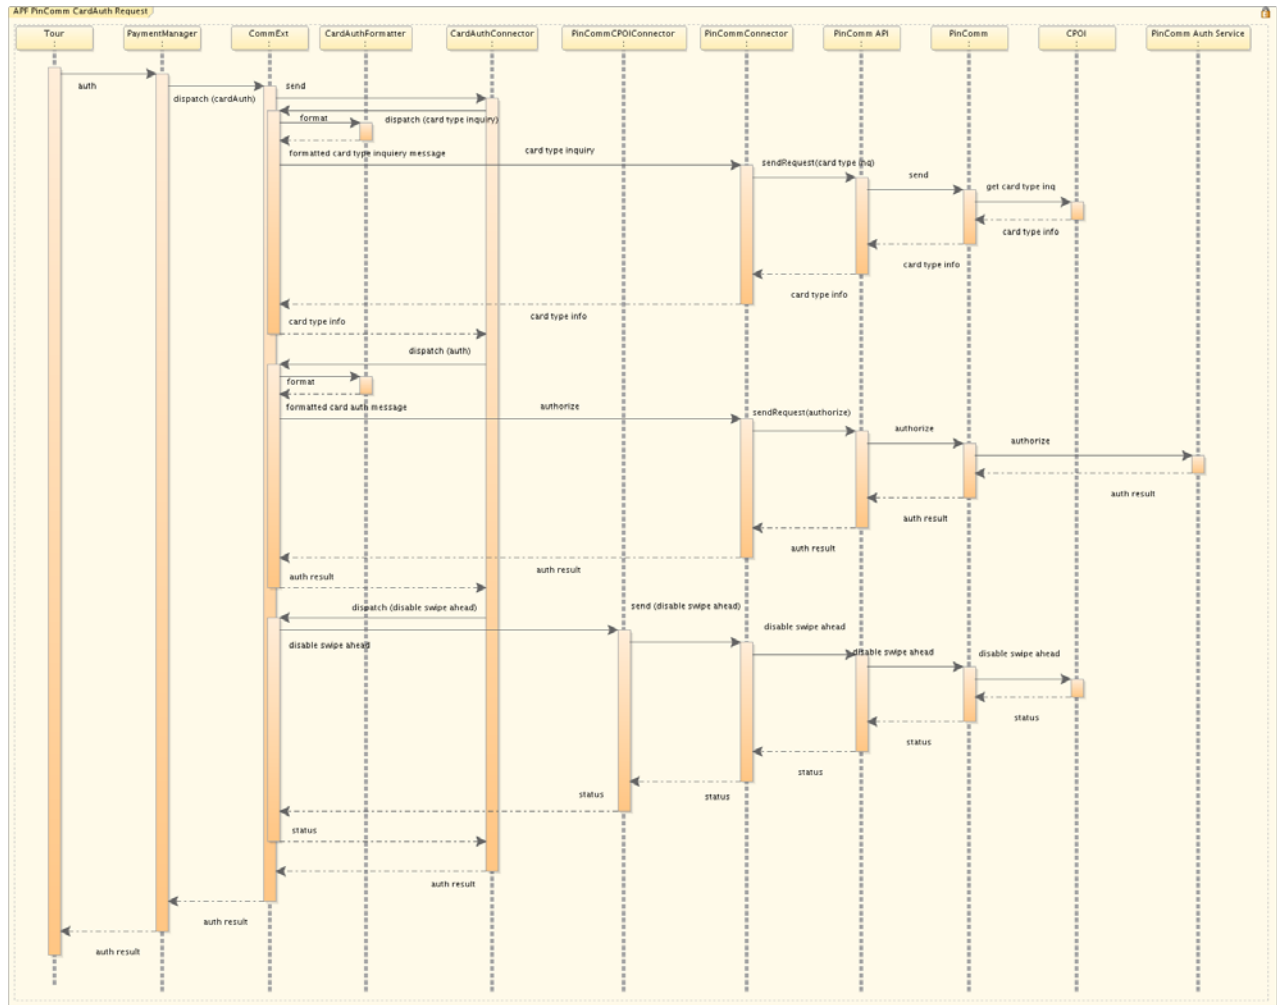 APF PinComm CardAuth Request
Tour
PaymentManager
CommExt
CardAuthFormatter
CardAuthConnector
PinCommCPOIConnector
PinCommConnector
PinComm API
PinComm
CPOI
PinComm Auth Service
auth
dispatch (cardAuth)
send
format
dispatch (card type inquiry)
formatted card type inquiery message
card type inquiry
sendRequest(card type inq)
send
get card type inq
card type info
card type info
card type info
card type info
card type info
dispatch (auth)
format
formatted card auth message
authorize
sendRequest(authorize)
authorize
authorize
auth result
auth result
auth result
auth result
auth result
dispatch (disable swipe ahead)
send (disable swipe ahead)
disable swipe ahead
disable swipe ahead
disable swipe ahead
disable swipe ahead
status
status
status
status
status
status
auth result
auth result
auth result